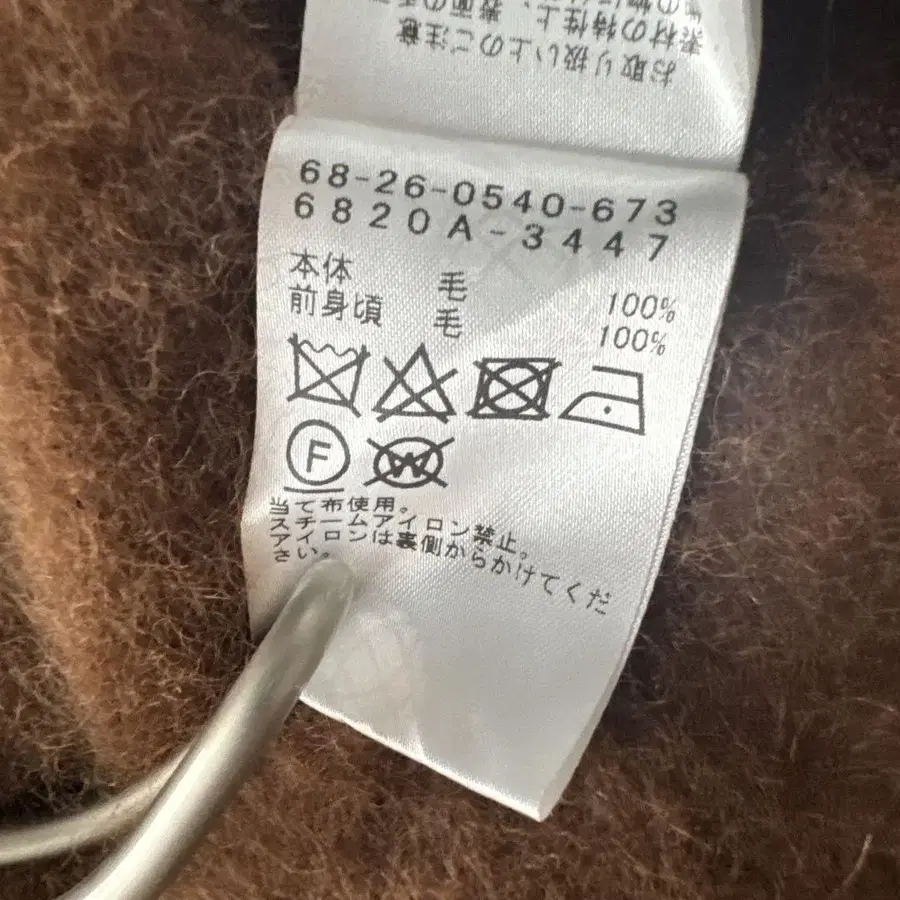 お取り扱い上のご注意
素材の特性上、表面の毛
68-26-0540-673
6820A-3447
本体 毛 100%
前身頃 毛 100%
F W
当て布使用。
スチームアイロン禁止。
アイロンは裏側からかけてくだ
さい。